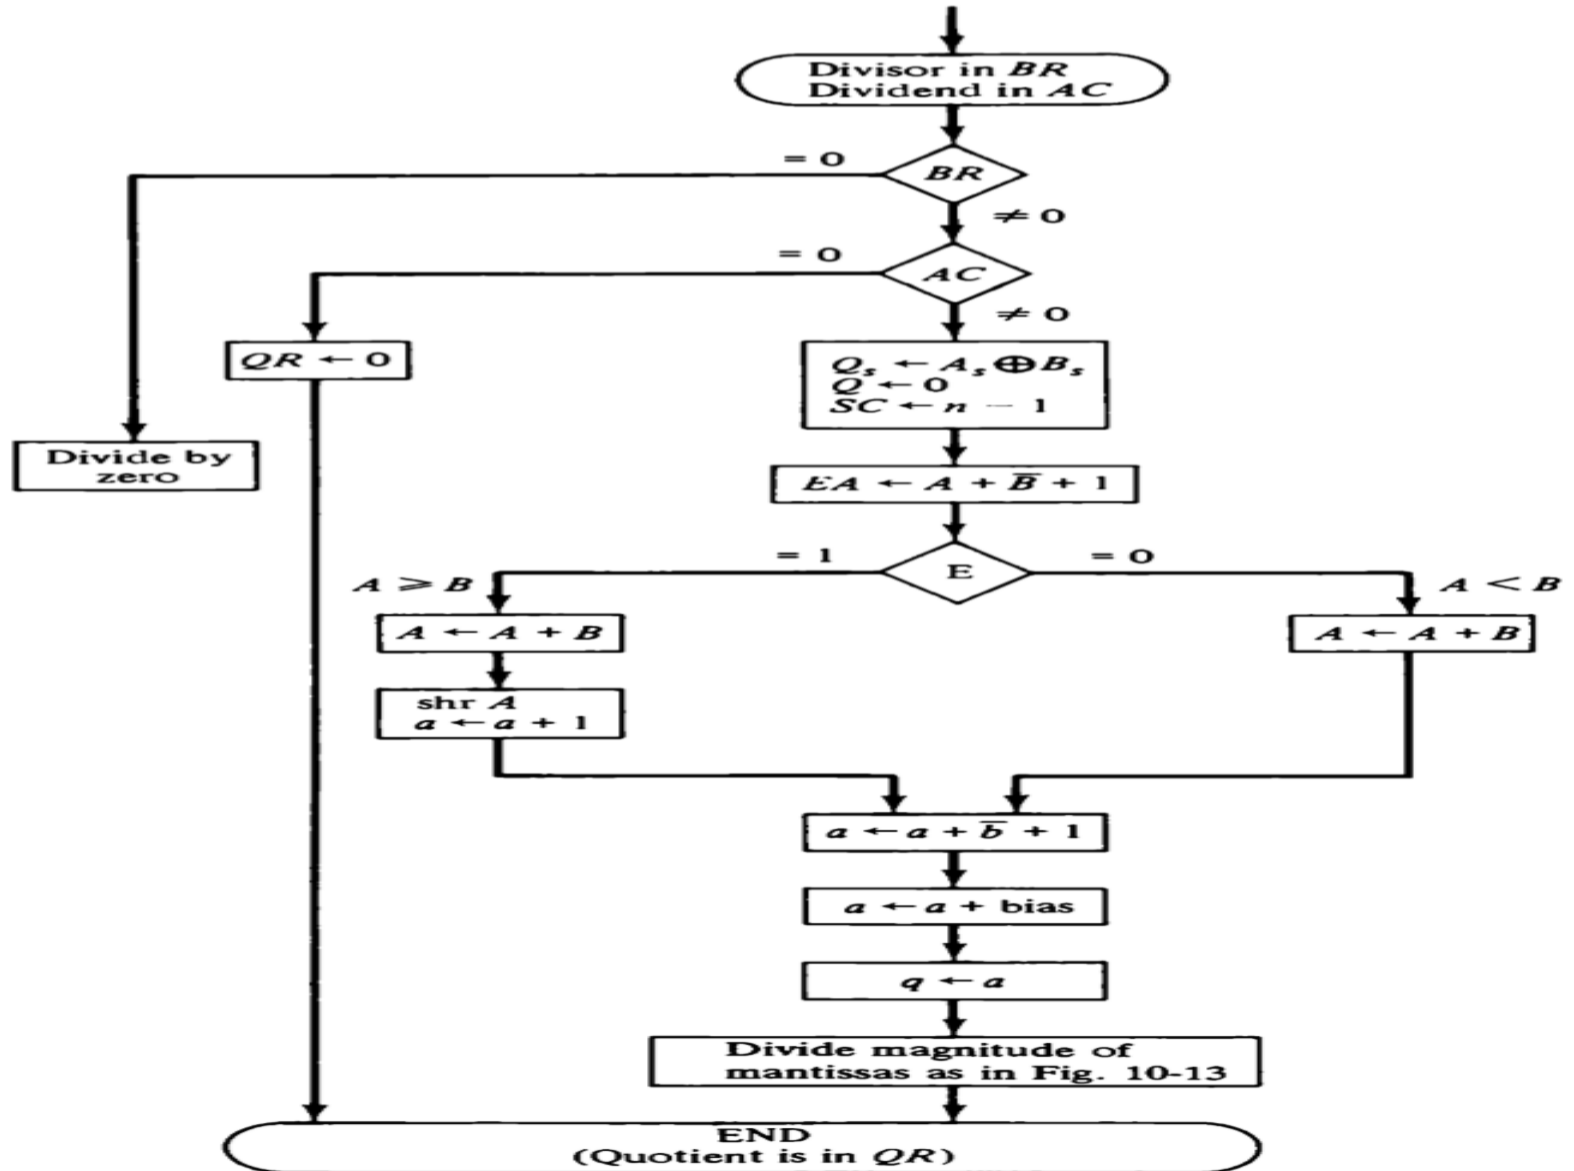 Divisor in BR
Dividend in AC
= 0
BR
≠ 0
= 0
AC
≠ 0
QR ← 0
Qₛ ← Aₛ ⊕ Bₛ
Q ← 0
SC ← n − 1
Divide by
zero
EA ← A + B̅ + 1
= 1
= 0
E
A ⩾ B
A < B
A ← A + B
A ← A + B
shr A
a ← a + 1
a ← a + b̅ + 1
a ← a + bias
q ← a
Divide magnitude of
mantissas as in Fig. 10-13
END
(Quotient is in QR)